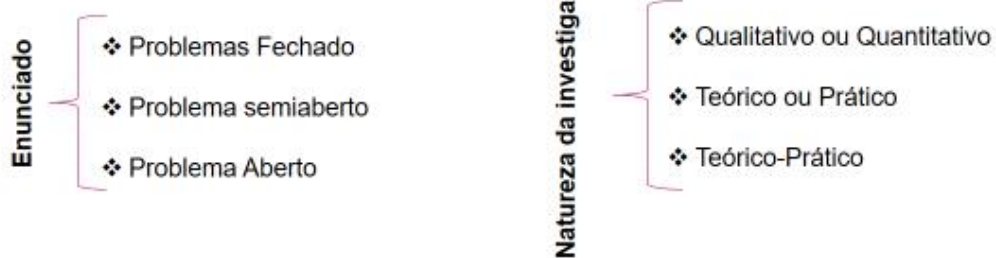 Enunciado
❖ Problemas Fechado
❖ Problema semiaberto
❖ Problema Aberto
Natureza da investiga
❖ Qualitativo ou Quantitativo
❖ Teórico ou Prático
❖ Teórico-Prático